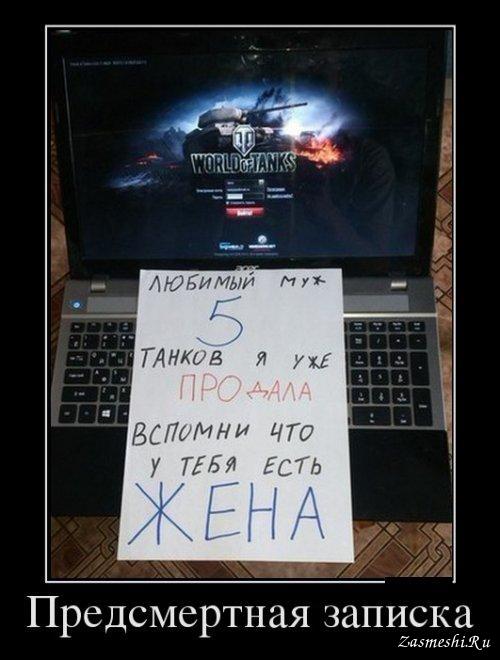 WORLD OF TANKS
acer
ЛЮБИМЫЙ МУЖ
5
ТАНКОВ Я УЖЕ
ПРОДАЛА
ВСПОМНИ ЧТО
У ТЕБЯ ЕСТЬ
ЖЕНА
Предсмертная записка
Zasmeshi.Ru